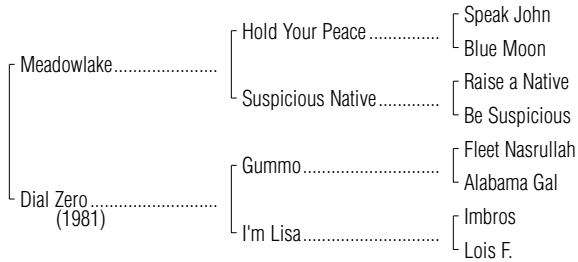 Speak John
Hold Your Peace ...............
Blue Moon
Meadowlake......................
Raise a Native
Suspicious Native.............
Be Suspicious
Fleet Nasrullah
Gummo.............................
Alabama Gal
Dial Zero...........................
(1981)
Imbros
I'm Lisa.............................
Lois F.